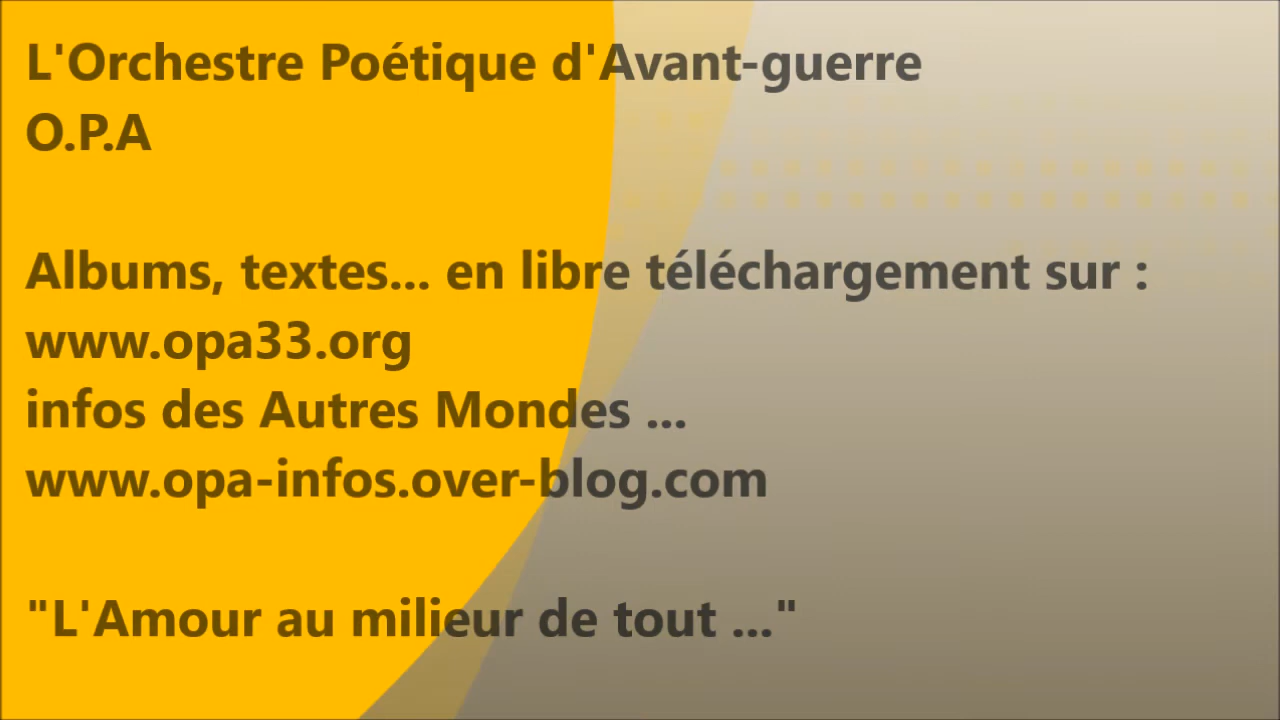 L'Orchestre Poétique d'Avant-guerre
O.P.A
Albums, textes... en libre téléchargement sur :
www.opa33.org
infos des Autres Mondes ...
www.opa-infos.over-blog.com
"L'Amour au milieur de tout ..."